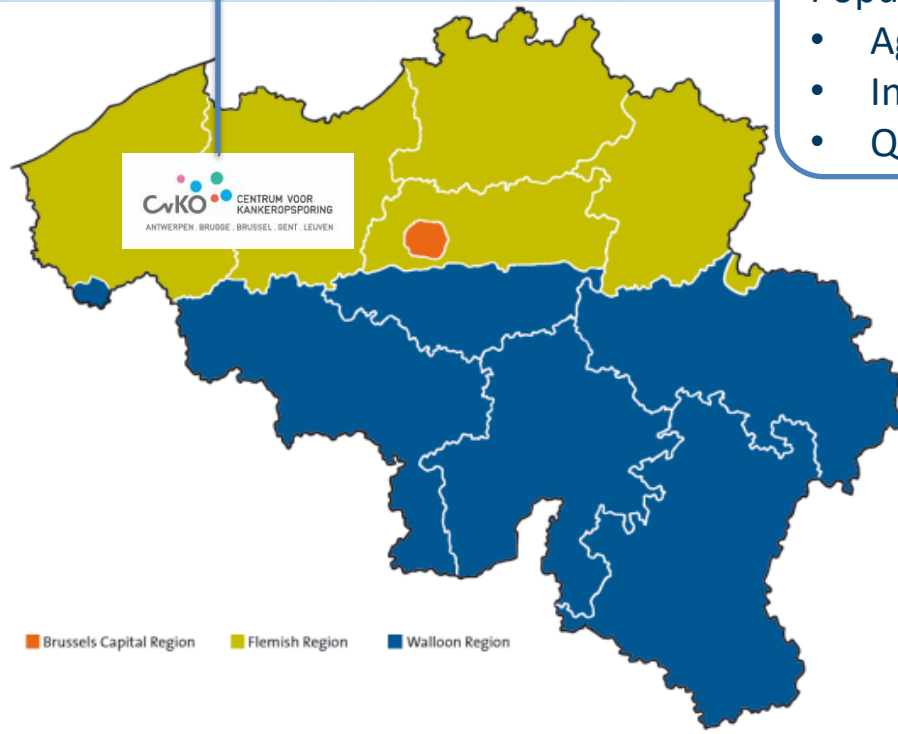 CvKO CENTRUM VOOR
KANKEROPSPORING
ANTWERPEN . BRUGGE . BRUSSEL . GENT . LEUVEN
Brussels Capital Region
Flemish Region
Walloon Region